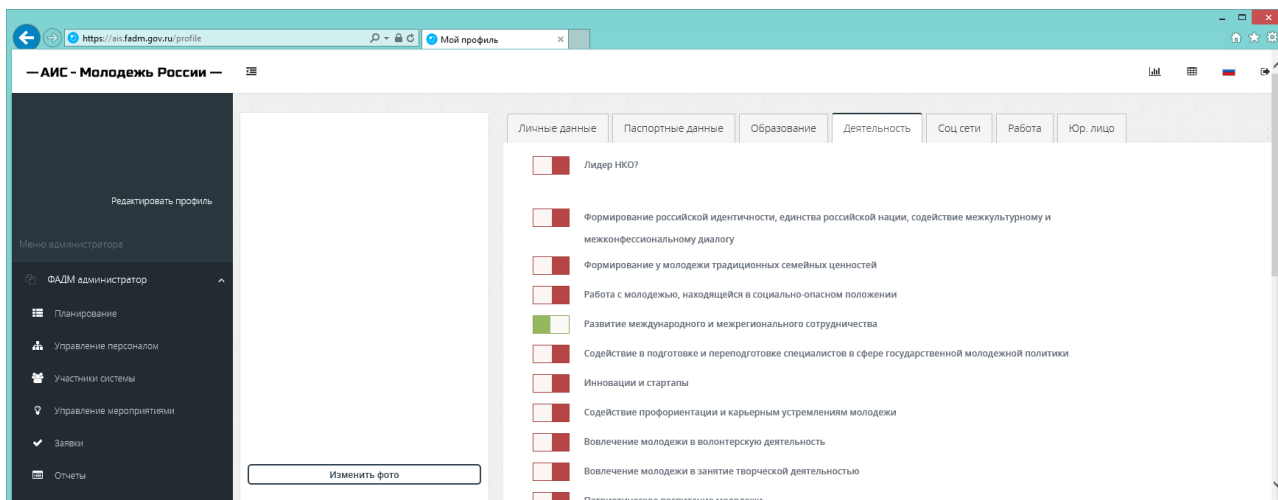 https://ais.fadm.gov.ru/profile
Мой профиль
—АИС - Молодежь России —
Редактировать профиль
Меню администратора
ФАДМ администратор
Планирование
Управление персоналом
Участники системы
Управление мероприятиями
Заявки
Отчеты
Изменить фото
Личные данные
Паспортные данные
Образование
Деятельность
Соц сети
Работа
Юр. лицо
Лидер НКО?
Формирование российской идентичности, единства российской нации, содействие межкультурному и
межконфессиональному диалогу
Формирование у молодежи традиционных семейных ценностей
Работа с молодежью, находящейся в социально-опасном положении
Развитие международного и межрегионального сотрудничества
Содействие в подготовке и переподготовке специалистов в сфере государственной молодежной политики
Инновации и стартапы
Содействие профориентации и карьерным устремлениям молодежи
Вовлечение молодежи в волонтерскую деятельность
Вовлечение молодежи в занятие творческой деятельностью
Патриотическое воспитание молодежи